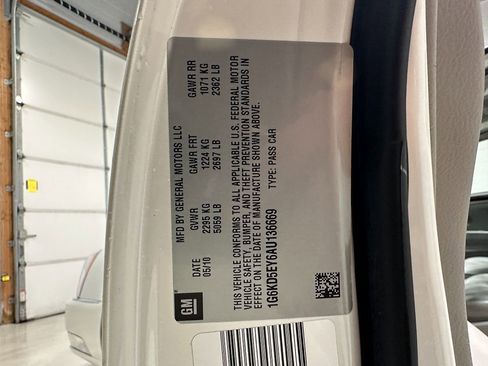 GM
MFD BY GENERAL MOTORS LLC
DATE GVWR GAWR FRT GAWR RR
05/10 2295 KG 1224 KG 1071 KG
5059 LB 2697 LB 2362 LB
THIS VEHICLE CONFORMS TO ALL APPLICABLE U.S. FEDERAL MOTOR
VEHICLE SAFETY, BUMPER, AND THEFT PREVENTION STANDARDS IN
EFFECT ON THE DATE OF MANUFACTURE SHOWN ABOVE.
1G6KD5EY6AU136669 TYPE: PASS CAR